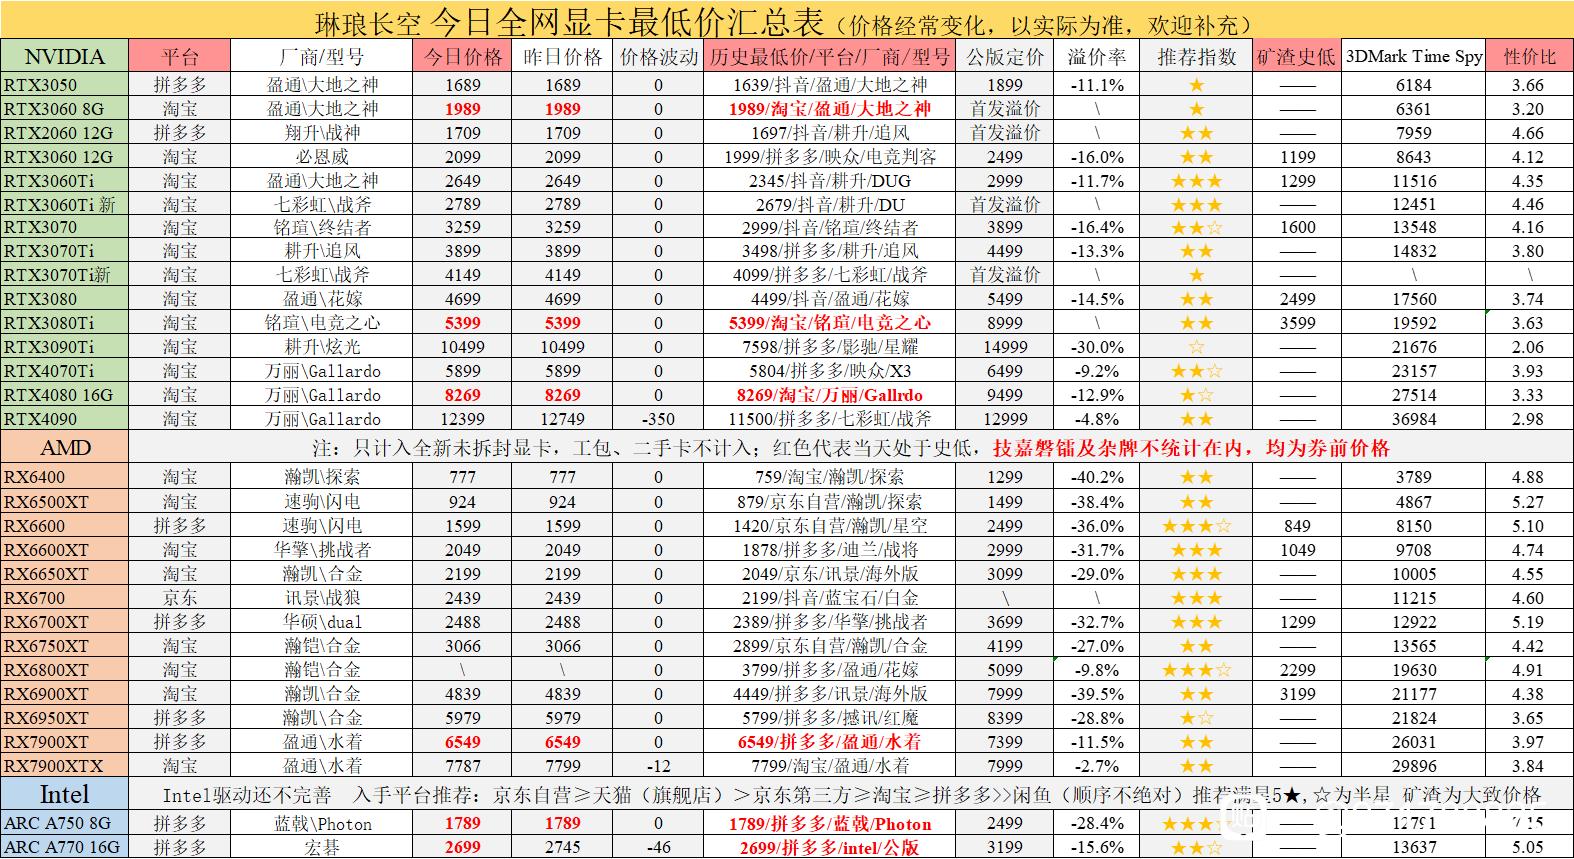 琳琅长空 今日全网显卡最低价汇总表（价格经常变化，以实际为准，欢迎补充）
NVIDIA 平台 厂商/型号 今日价格 昨日价格 价格波动 历史最低价/平台/厂商/型号 公版定价 溢价率 推荐指数 矿渣史低 3DMark Time Spy 性价比
RTX3050 拼多多 盈通\大地之神 1689 1689 0 1639/抖音/盈通/大地之神 1899 -11.1% ★ —— 6184 3.66
RTX3060 8G 淘宝 盈通\大地之神 1989 1989 0 1989/淘宝/盈通/大地之神 首发溢价 \ ★ —— 6361 3.20
RTX2060 12G 拼多多 翔升\战神 1709 1709 0 1697/抖音/耕升/追风 首发溢价 \ ★★ —— 7959 4.66
RTX3060 12G 淘宝 必恩威 2099 2099 0 1999/拼多多/映众/电竞判客 2499 -16.0% ★★ 1199 8643 4.12
RTX3060Ti 淘宝 盈通\大地之神 2649 2649 0 2345/抖音/耕升/DUG 2999 -11.7% ★★★ 1299 11516 4.35
RTX3060Ti 新 淘宝 七彩虹\战斧 2789 2789 0 2679/抖音/耕升/DU 首发溢价 \ ★★★ —— 12451 4.46
RTX3070 淘宝 铭瑄\终结者 3259 3259 0 2999/抖音/铭瑄/终结者 3899 -16.4% ★★☆ 1600 13548 4.16
RTX3070Ti 淘宝 耕升\追风 3899 3899 0 3498/拼多多/耕升/追风 4499 -13.3% ★★ —— 14832 3.80
RTX3070Ti新 淘宝 七彩虹\战斧 4149 4149 0 4099/拼多多/七彩虹/战斧 首发溢价 \ ★ —— \ \
RTX3080 淘宝 盈通\花嫁 4699 4699 0 4499/抖音/盈通/花嫁 5499 -14.5% ★★ 2499 17560 3.74
RTX3080Ti 淘宝 铭瑄\电竞之心 5399 5399 0 5399/淘宝/铭瑄/电竞之心 8999 \ ★★ 3599 19592 3.63
RTX3090Ti 淘宝 耕升\炫光 10499 10499 0 7598/拼多多/影驰/星耀 14999 -30.0% ☆ —— 21676 2.06
RTX4070Ti 淘宝 万丽\Gallardo 5899 5899 0 5804/拼多多/映众/X3 6499 -9.2% ★★☆ —— 23157 3.93
RTX4080 16G 淘宝 万丽\Gallardo 8269 8269 0 8269/淘宝/万丽/Gallrdo 9499 -12.9% ★☆ —— 27514 3.33
RTX4090 淘宝 万丽\Gallardo 12399 12749 -350 11500/拼多多/七彩虹/战斧 12999 -4.8% ★★ —— 36984 2.98
AMD 注：只计入全新未拆封显卡，工包、二手卡不计入；红色代表当天处于史低，技嘉磐镭及杂牌不统计在内，均为券前价格
RX6400 淘宝 瀚凯\探索 777 777 0 759/淘宝/瀚凯/探索 1299 -40.2% ★★ —— 3789 4.88
RX6500XT 淘宝 速驹\闪电 924 924 0 879/京东自营/瀚凯/探索 1499 -38.4% ★★ —— 4867 5.27
RX6600 拼多多 速驹\闪电 1599 1599 0 1420/京东自营/瀚凯/星空 2499 -36.0% ★★★☆ 849 8150 5.10
RX6600XT 淘宝 华擎\挑战者 2049 2049 0 1878/拼多多/迪兰/战将 2999 -31.7% ★★★ 1049 9708 4.74
RX6650XT 淘宝 瀚凯\合金 2199 2199 0 2049/京东/讯景/海外版 3099 -29.0% ★★★ —— 10005 4.55
RX6700 京东 讯景\战狼 2439 2439 0 2199/抖音/蓝宝石/白金 \ \ ★★★ —— 11215 4.60
RX6700XT 拼多多 华硕\dual 2488 2488 0 2389/拼多多/华擎/挑战者 3699 -32.7% ★★★ 1299 12922 5.19
RX6750XT 淘宝 瀚铠\合金 3066 3066 0 2899/京东自营/瀚凯/合金 4199 -27.0% ★★ —— 13565 4.42
RX6800XT 淘宝 瀚铠\合金 \ \ 0 3799/拼多多/盈通/花嫁 5099 -9.8% ★★★☆ 2299 19630 4.91
RX6900XT 淘宝 瀚凯\合金 4839 4839 0 4449/拼多多/讯景/海外版 7999 -39.5% ★★ 3199 21177 4.38
RX6950XT 拼多多 瀚凯\合金 5979 5979 0 5799/拼多多/撼讯/红魔 8399 -28.8% ★☆ —— 21824 3.65
RX7900XT 拼多多 盈通\水着 6549 6549 0 6549/拼多多/盈通/水着 7399 -11.5% ★★ —— 26031 3.97
RX7900XTX 淘宝 盈通\水着 7787 7799 -12 7799/淘宝/盈通/水着 7999 -2.7% ★★ —— 29896 3.84
Intel Intel驱动还不完善 入手平台推荐：京东自营≥天猫（旗舰店）＞京东第三方≥淘宝≥拼多多>>闲鱼（顺序不绝对）推荐满星5★,☆为半星 矿渣为大致价格
ARC A750 8G 拼多多 蓝戟\Photon 1789 1789 0 1789/拼多多/蓝戟/Photon 2499 -28.4% 12791
ARC A770 16G 拼多多 宏碁 2699 2745 -46 2699/拼多多/intel/公版 3199 -15.6% ★★☆ —— 13637 5.05